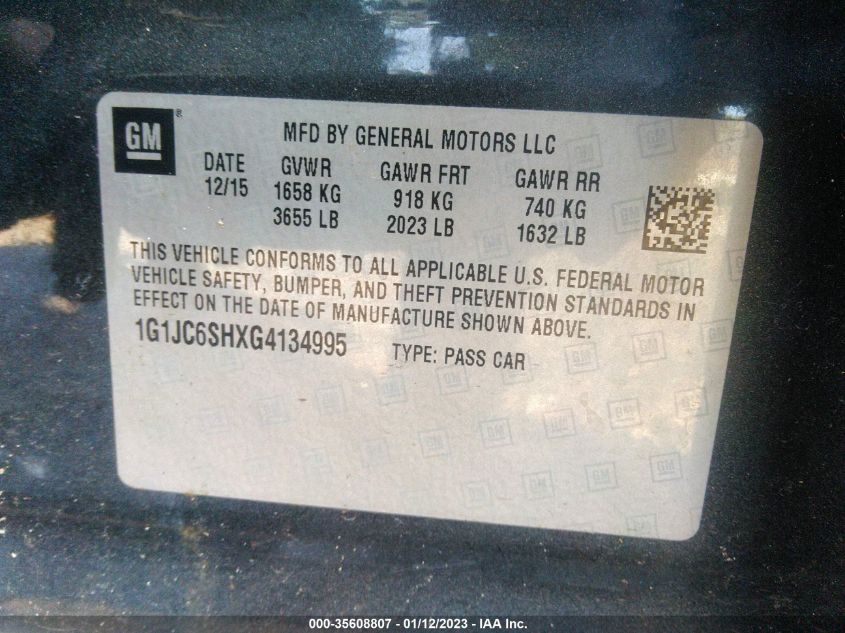 GM ®
MFD BY GENERAL MOTORS LLC
DATE GVWR GAWR FRT GAWR RR
12/15 1658 KG 918 KG 740 KG
3655 LB 2023 LB 1632 LB
THIS VEHICLE CONFORMS TO ALL APPLICABLE U.S. FEDERAL MOTOR
VEHICLE SAFETY, BUMPER, AND THEFT PREVENTION STANDARDS IN
EFFECT ON THE DATE OF MANUFACTURE SHOWN ABOVE.
1G1JC6SHXG4134995 TYPE: PASS CAR
000-35608807 - 01/12/2023 - IAA Inc.